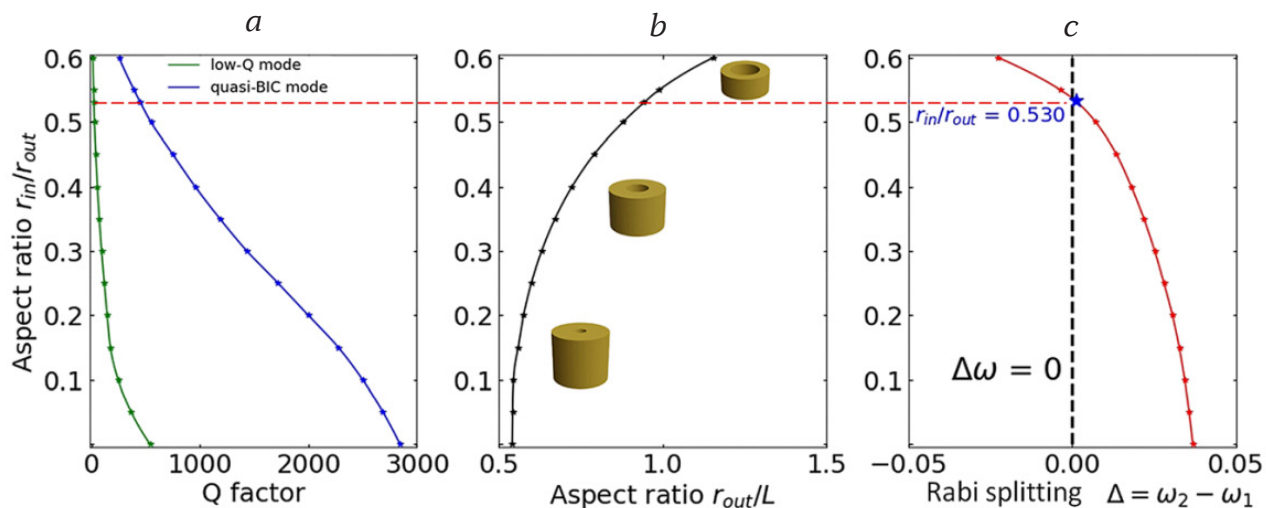 a
b
c
Aspect ratio r_in/r_out
0.6
0.5
0.4
0.3
0.2
0.1
low-Q mode
quasi-BIC mode
0
1000
2000
3000
Q factor
0.6
0.5
0.4
0.3
0.2
0.1
0.5
1.0
1.5
Aspect ratio r_out/L
0.6
0.5
0.4
0.3
0.2
0.1
r_in/r_out = 0.530
Δω = 0
−0.05
0.00
0.05
Rabi splitting Δ = ω₂ − ω₁